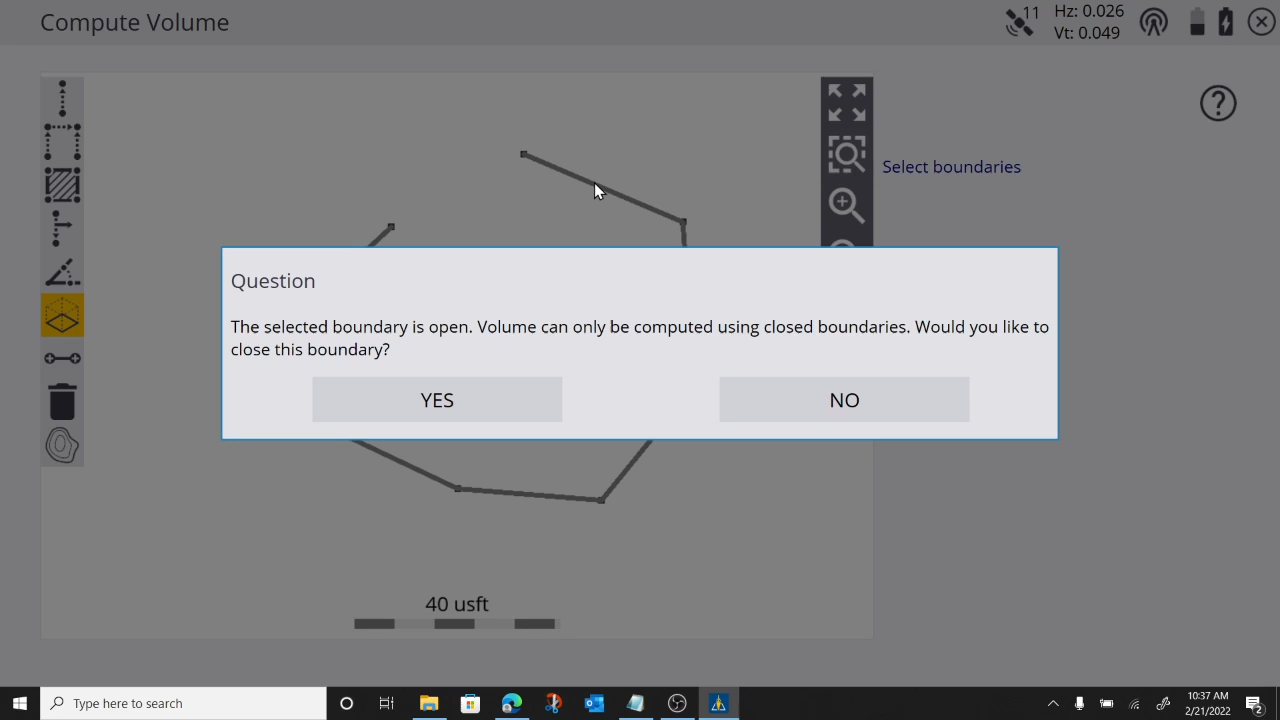 Compute Volume
11
Hz: 0.026
Vt: 0.049
Select boundaries
Question
The selected boundary is open. Volume can only be computed using closed boundaries. Would you like to
close this boundary?
YES
NO
40 usft
Type here to search
10:37 AM
2/21/2022
2